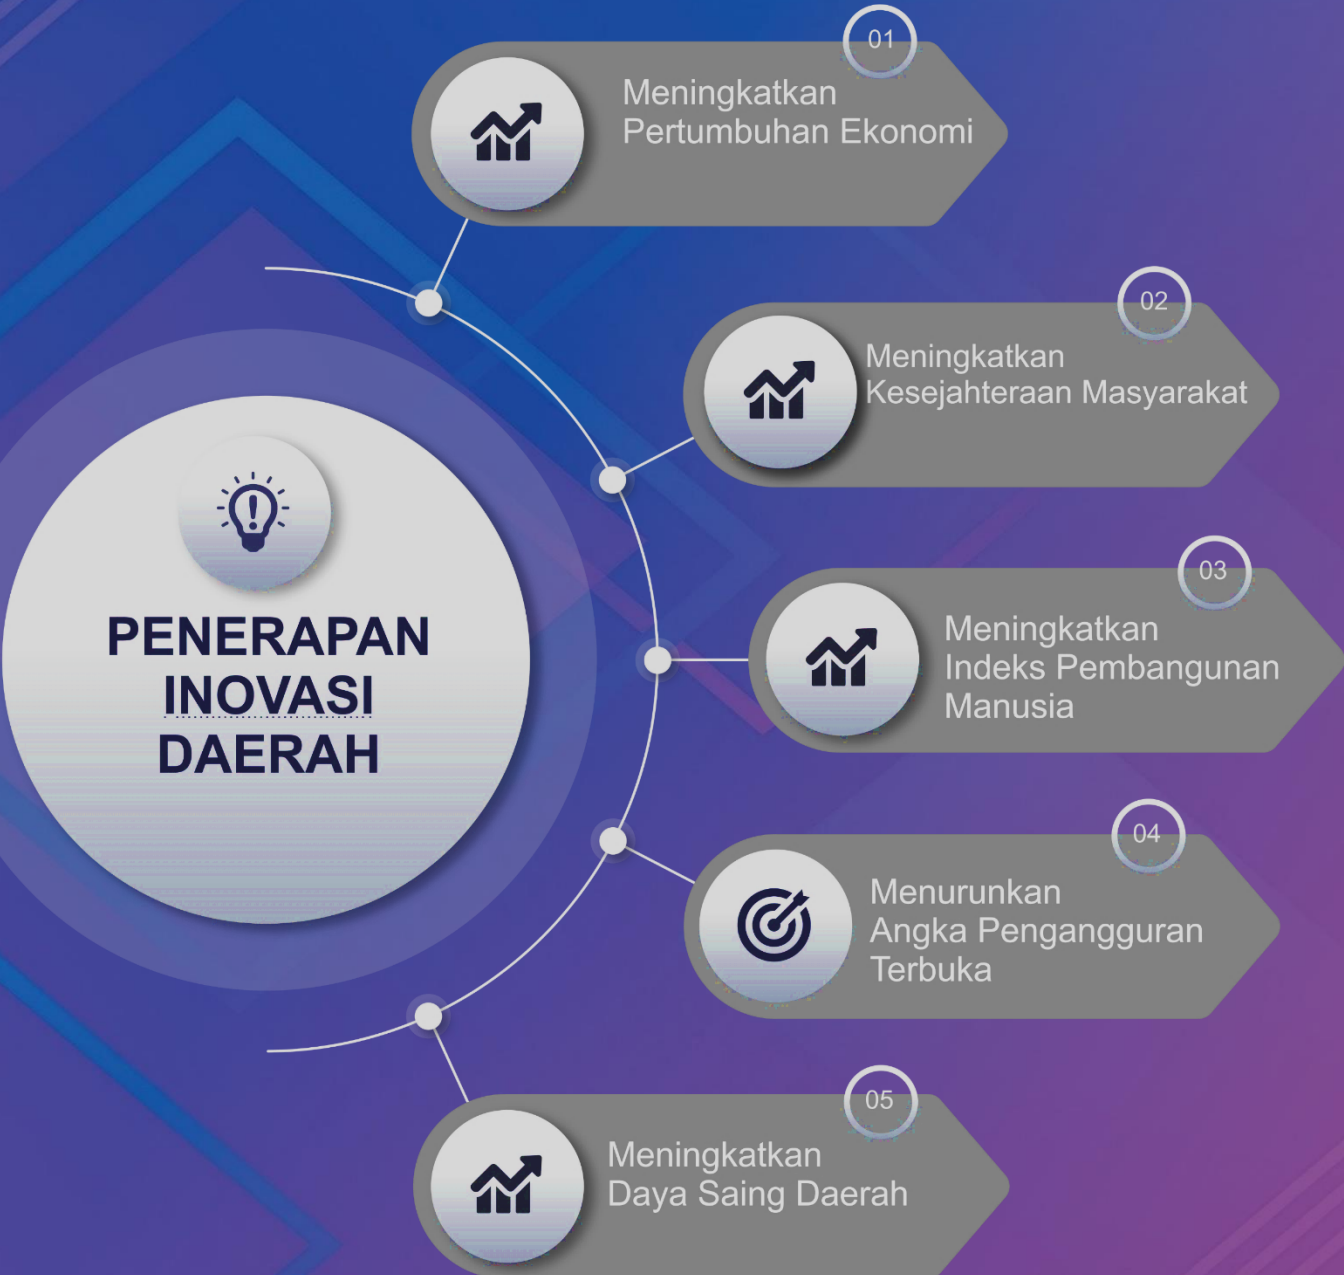 PENERAPAN
INOVASI
DAERAH
01
Meningkatkan
Pertumbuhan Ekonomi
02
Meningkatkan
Kesejahteraan Masyarakat
03
Meningkatkan
Indeks Pembangunan
Manusia
04
Menurunkan
Angka Pengangguran
Terbuka
05
Meningkatkan
Daya Saing Daerah